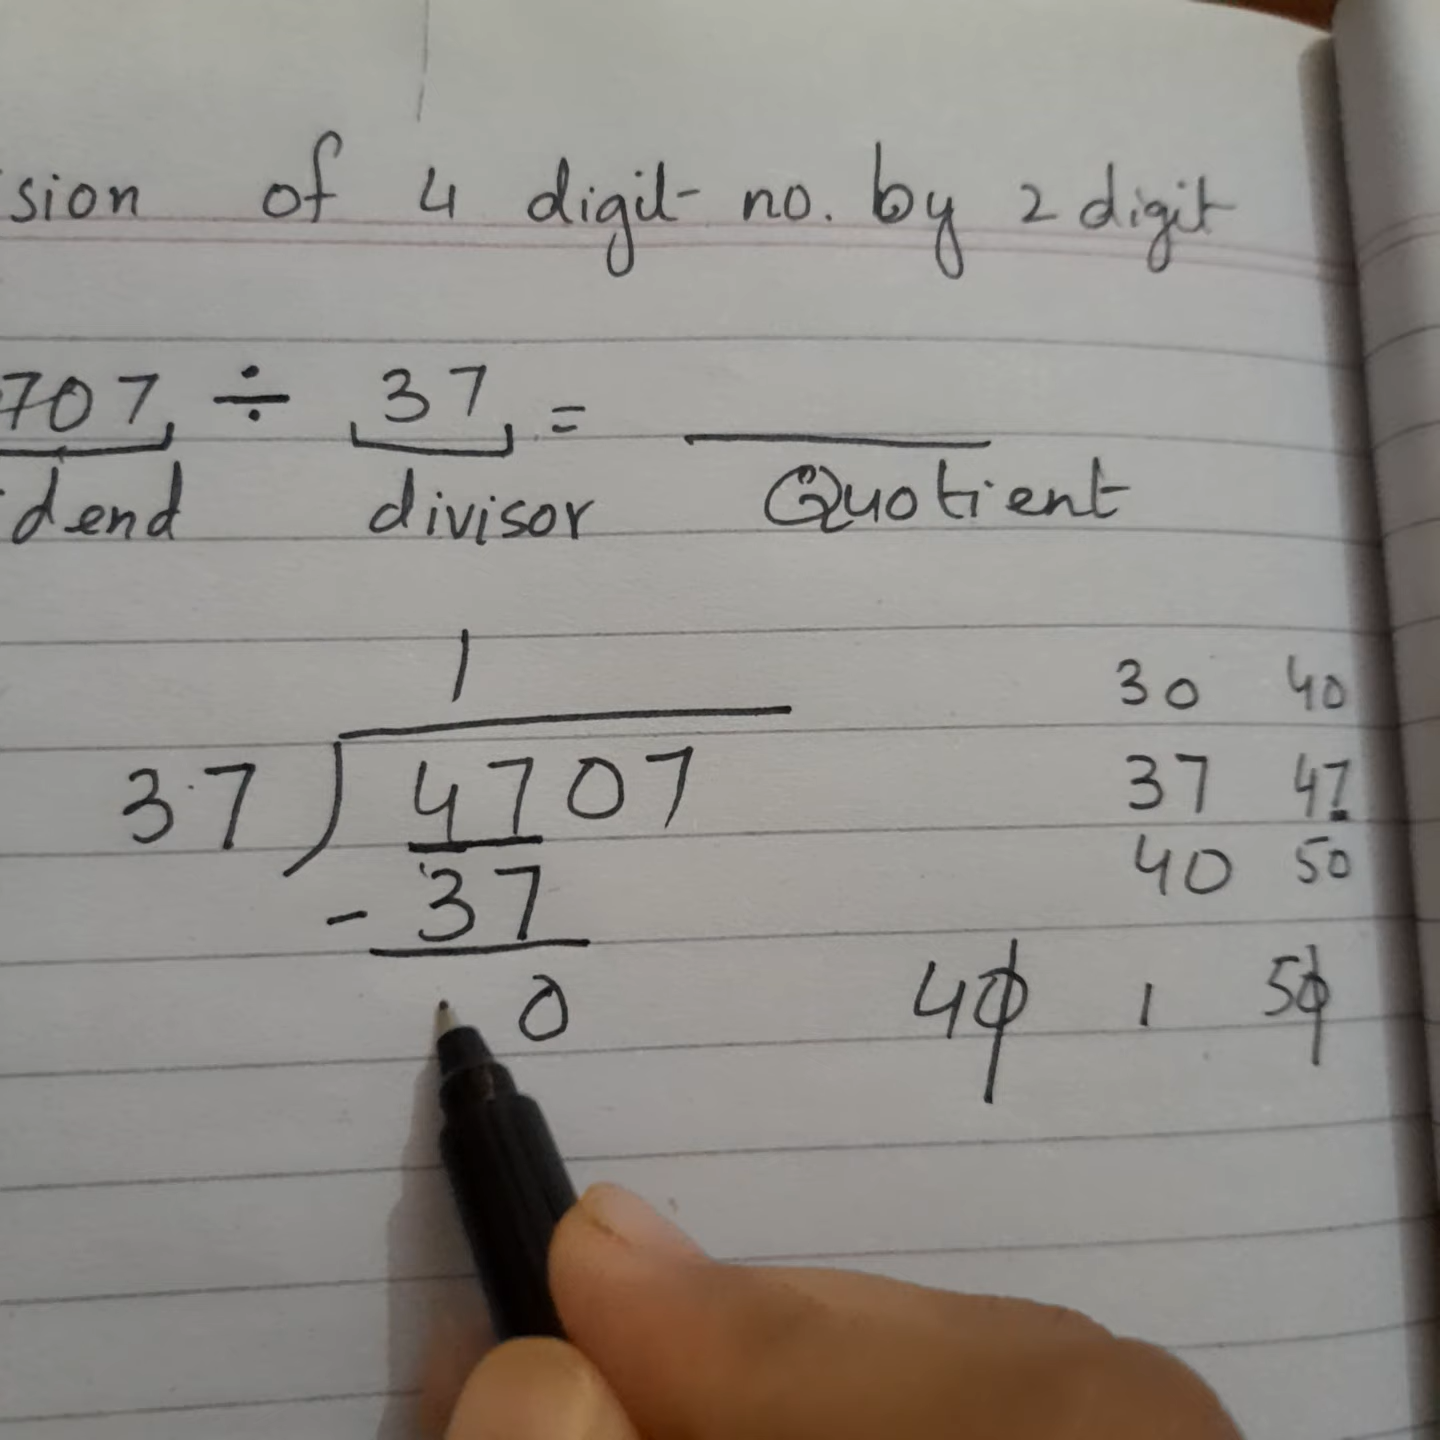 sion of 4 digit no. by 2 digit
707 ÷ 37 =
dend divisor Quotient
1
30 40
37 4707
37 47
- 37
40 50
0
40 1 50